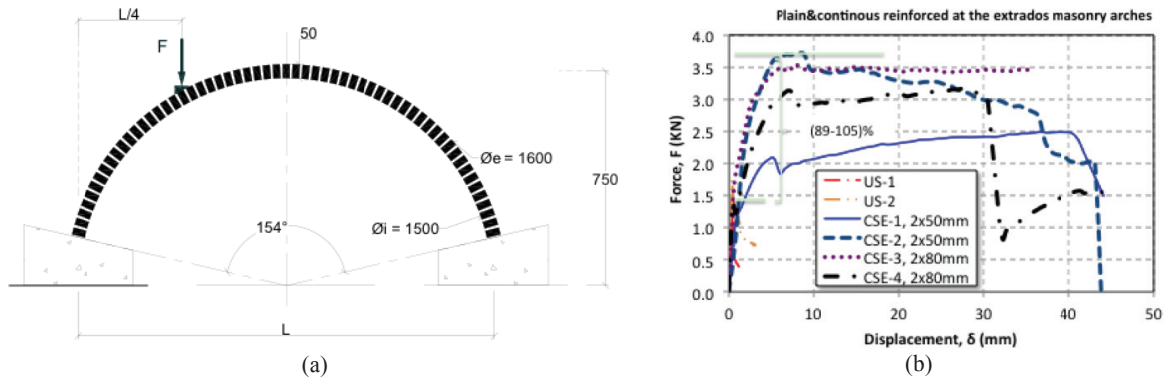 L/4
F
50
Øe = 1600
750
154°
Øi = 1500
L
(a)
Plain&continous reinforced at the extrados masonry arches
4.0
3.5
3.0
2.5
2.0
1.5
1.0
0.5
0.0
Force, F (KN)
(89-105)%
US-1
US-2
CSE-1, 2x50mm
CSE-2, 2x50mm
CSE-3, 2x80mm
CSE-4, 2x80mm
0 10 20 30 40 50
Displacement, δ (mm)
(b)